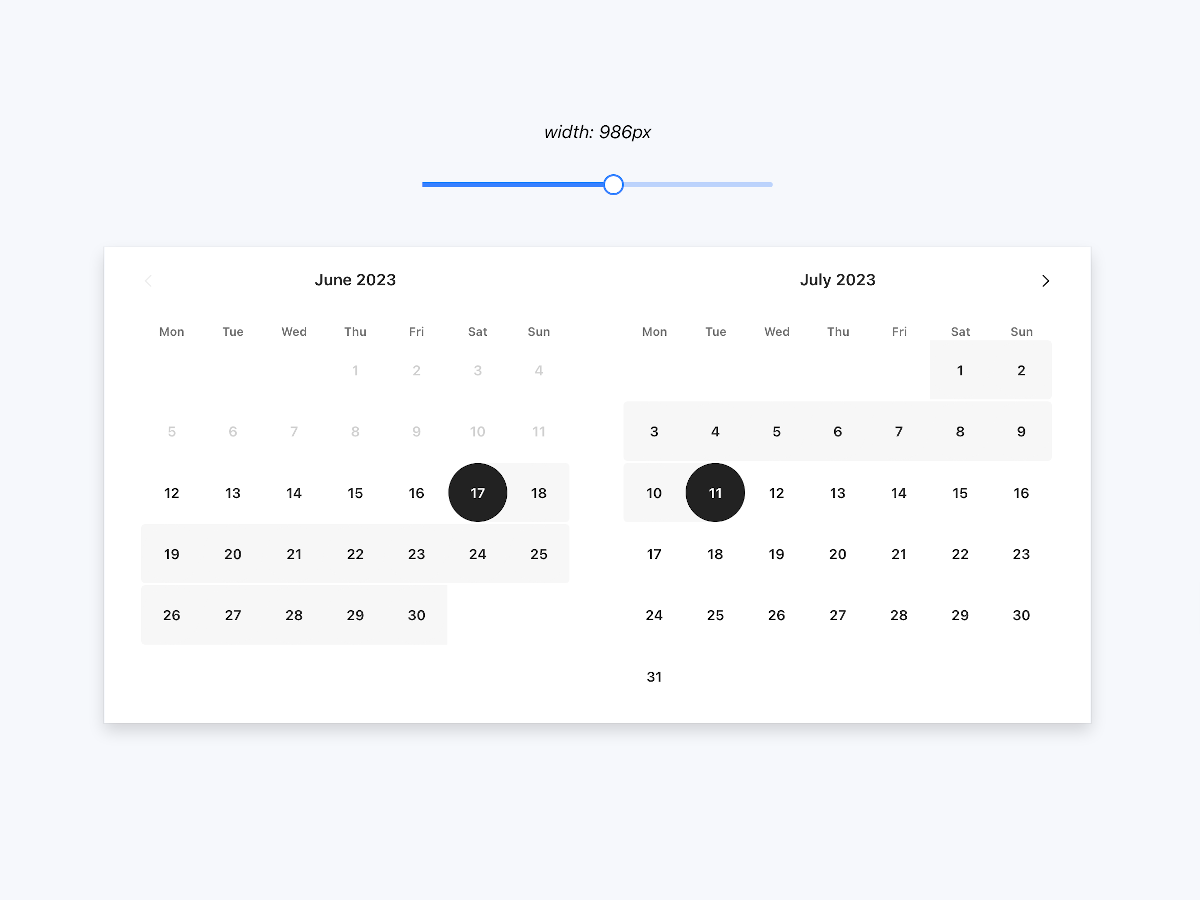 width: 986px
June 2023
Mon Tue Wed Thu Fri Sat Sun
1 2 3 4
5 6 7 8 9 10 11
12 13 14 15 16 17 18
19 20 21 22 23 24 25
26 27 28 29 30
July 2023
Mon Tue Wed Thu Fri Sat Sun
1 2
3 4 5 6 7 8 9
10 11 12 13 14 15 16
17 18 19 20 21 22 23
24 25 26 27 28 29 30
31